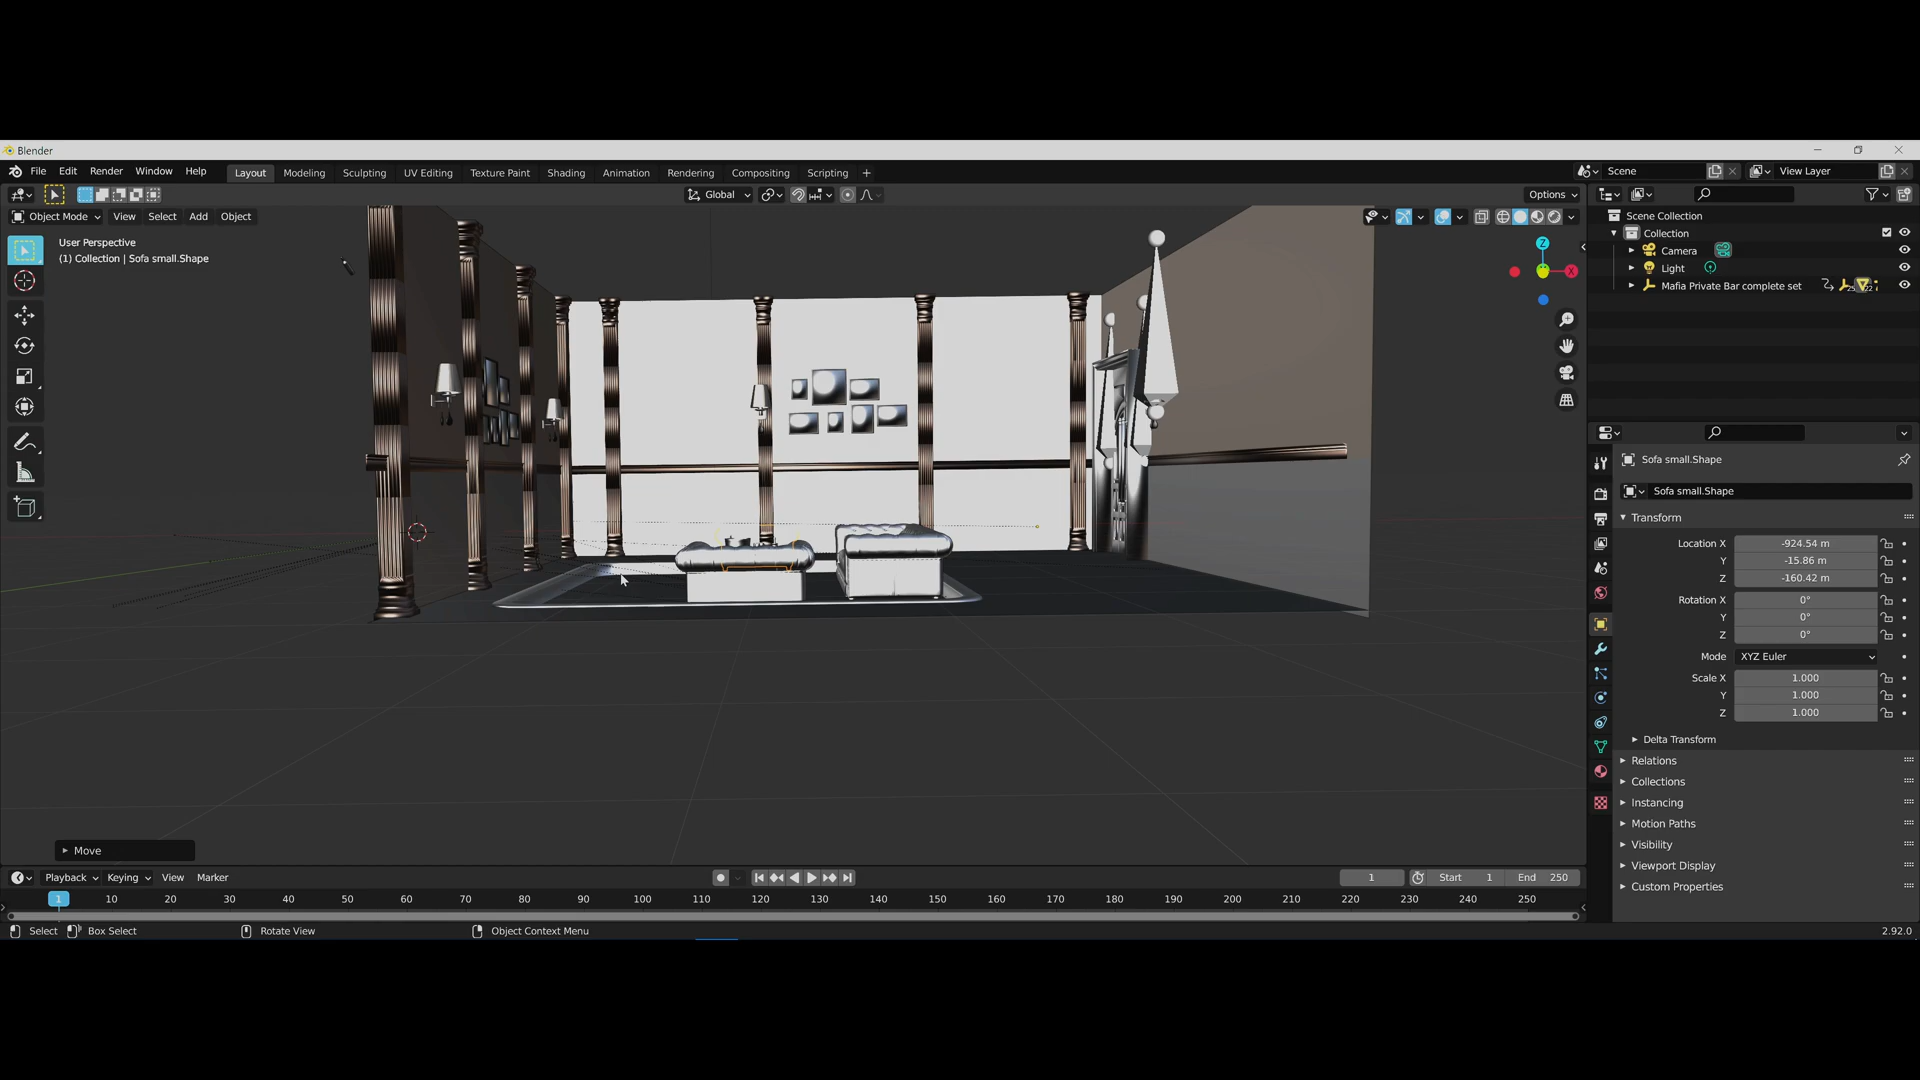 Blender
File Edit Render Window Help Layout Modeling Sculpting UV Editing Texture Paint Shading Animation Rendering Compositing Scripting + Scene View Layer
Global Options
Object Mode View Select Add Object
User Perspective
(1) Collection | Sofa small.Shape
Z
X
Scene Collection
Collection
Camera
Light
Mafia Private Bar complete set
Sofa small.Shape
Sofa small.Shape
Transform
Location X -924.54 m
Y -15.86 m
Z -160.42 m
Rotation X 0°
Y 0°
Z 0°
Mode XYZ Euler
Scale X 1.000
Y 1.000
Z 1.000
Delta Transform
Relations
Collections
Instancing
Motion Paths
Visibility
Viewport Display
Custom Properties
Move
Playback Keying View Marker 1 Start 1 End 250
1 10 20 30 40 50 60 70 80 90 100 110 120 130 140 150 160 170 180 190 200 210 220 230 240 250
Select Box Select Rotate View Object Context Menu 2.92.0